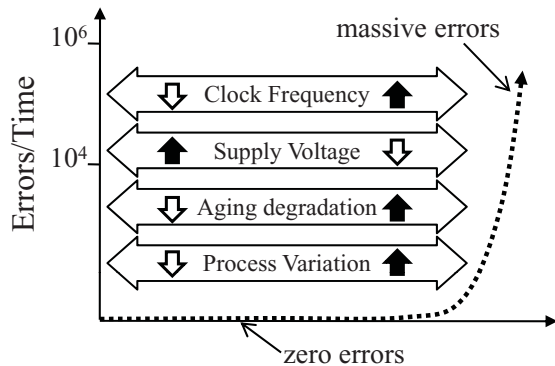 massive errors
10⁶
Clock Frequency
Supply Voltage
10⁴
Aging degradation
Process Variation
Errors/Time
zero errors